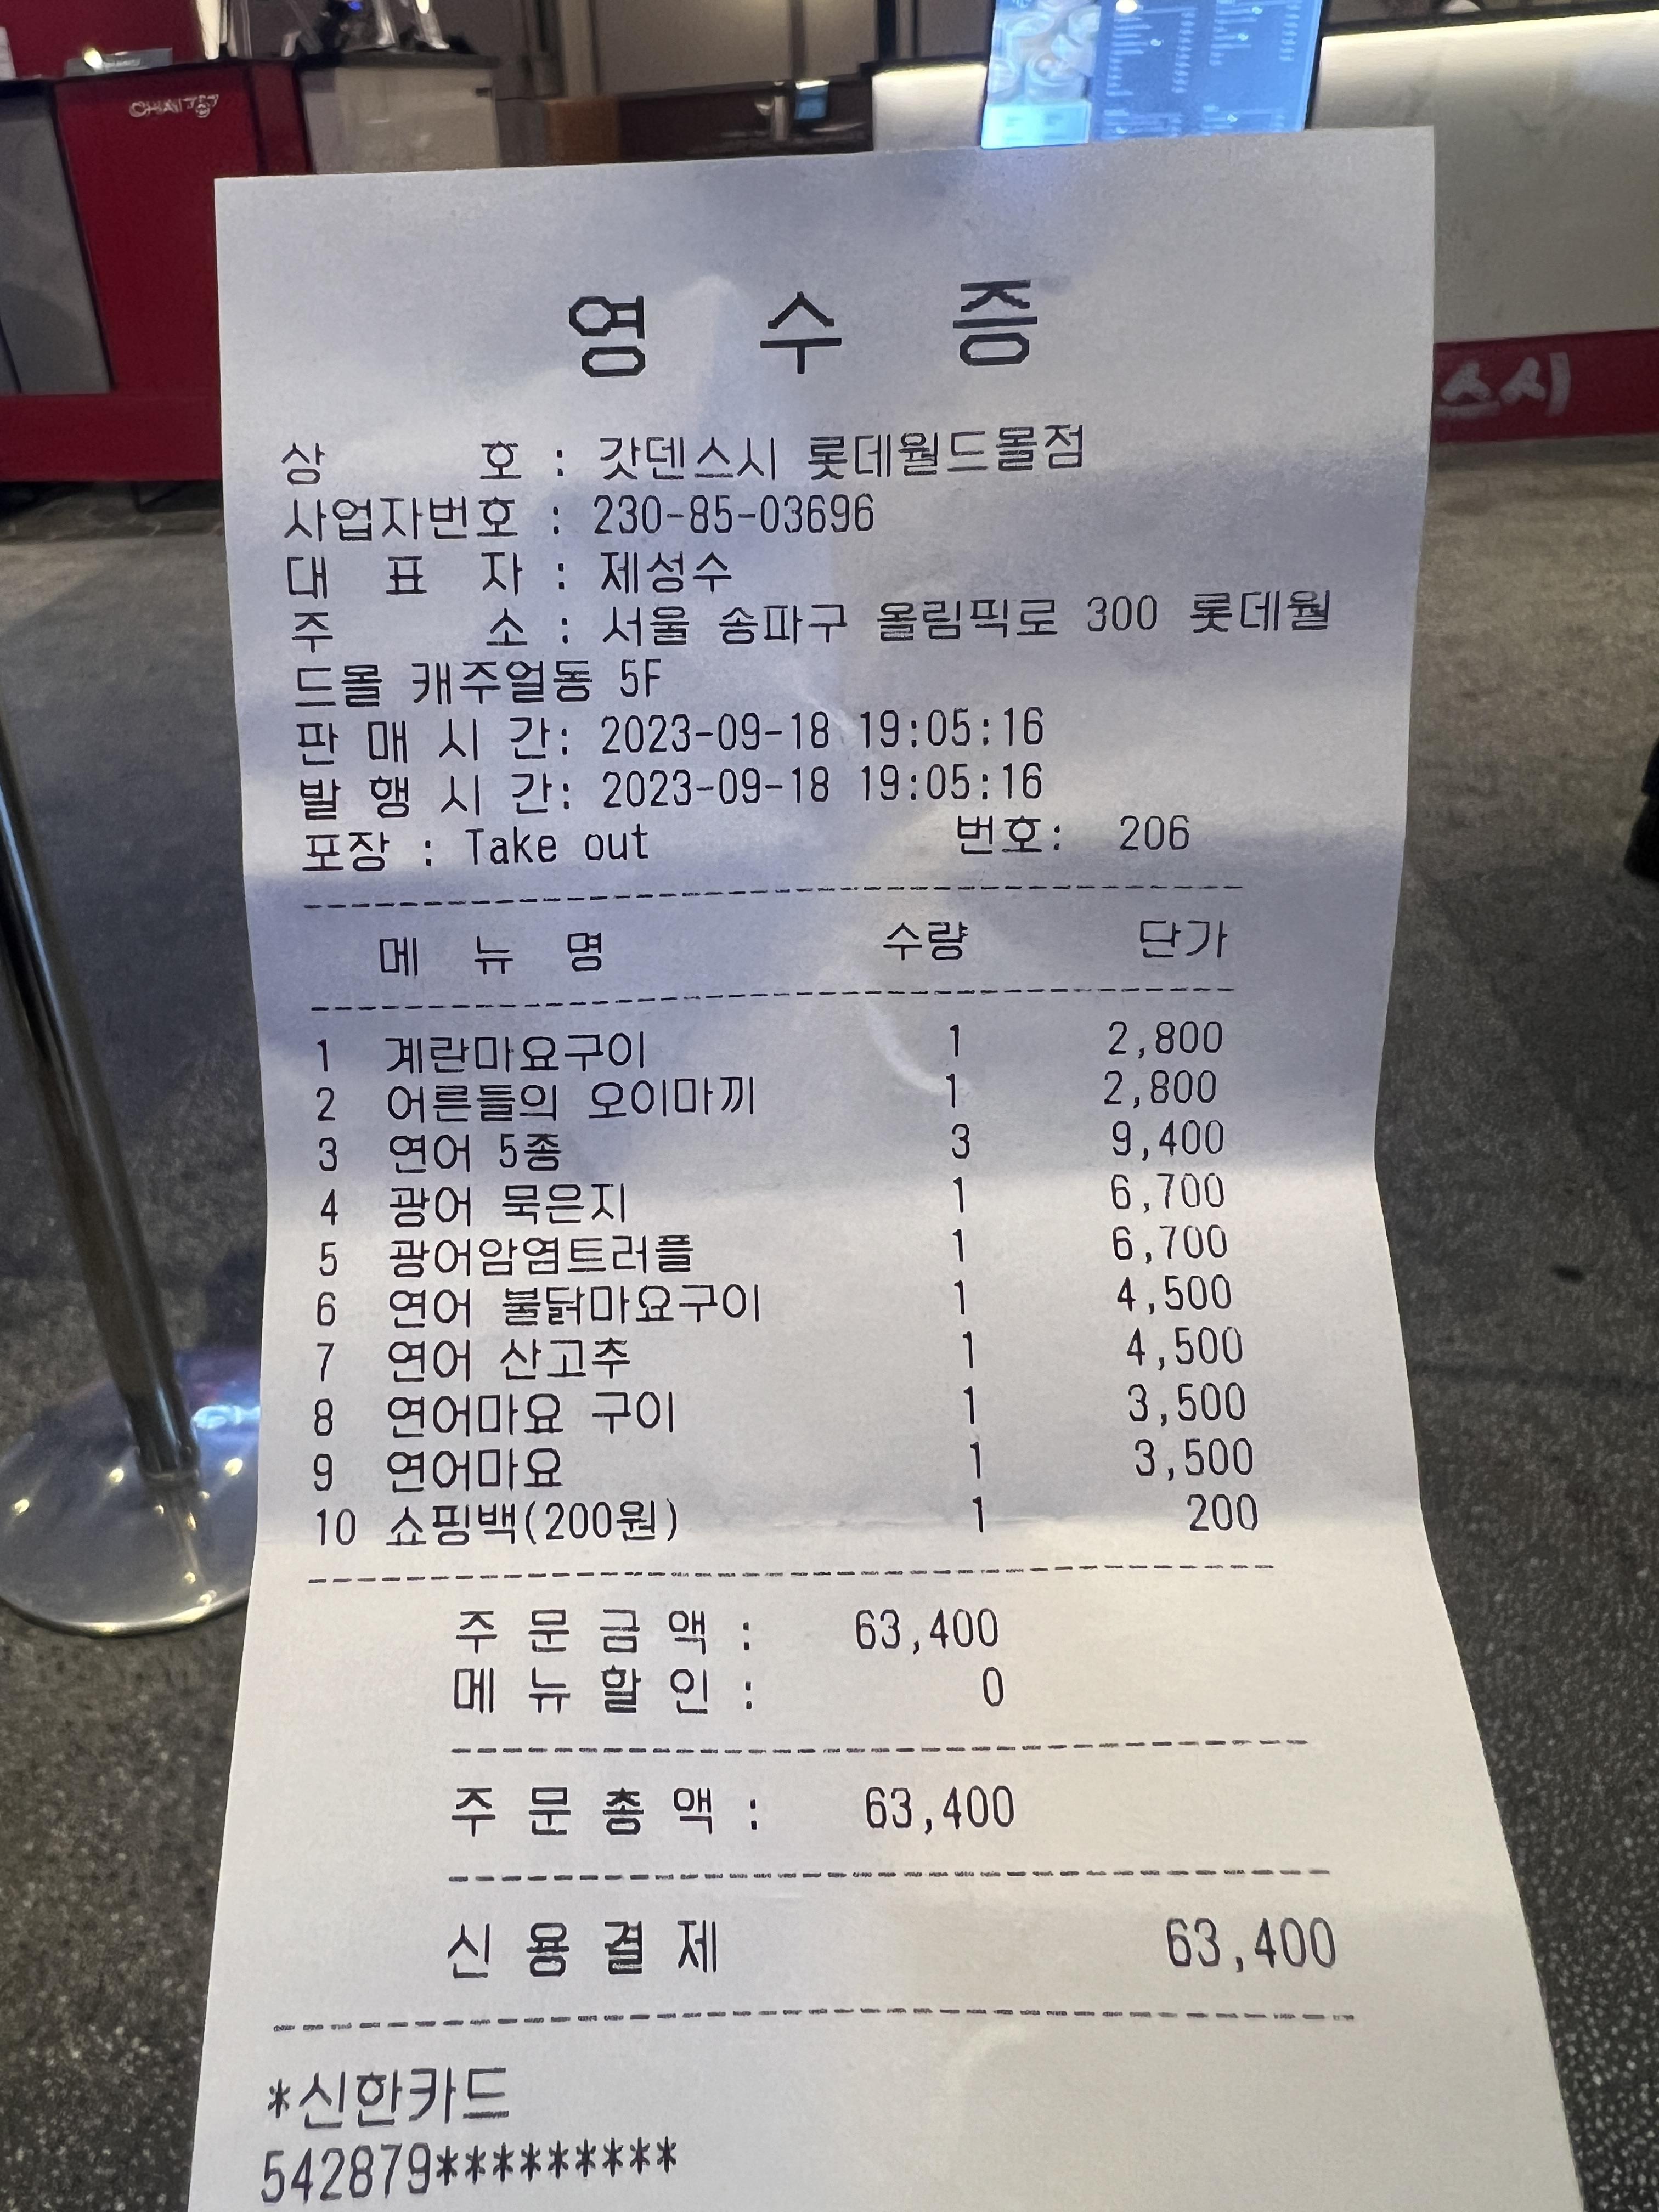 CHAI797
스시
영 수 증
상 호 : 갓덴스시 롯데월드몰점
사업자번호 : 230-85-03696
대 표 자 : 제성수
주 소 : 서울 송파구 올림픽로 300 롯데월
드몰 캐주얼동 5F
판 매 시 간: 2023-09-18 19:05:16
발 행 시 간: 2023-09-18 19:05:16
포장 : Take out 번호: 206
메 뉴 명 수량 단가
1 계란마요구이 1 2,800
2 어른들의 오이마끼 1 2,800
3 연어 5종 3 9,400
4 광어 묵은지 1 6,700
5 광어암염트러플 1 6,700
6 연어 불닭마요구이 1 4,500
7 연어 산고추 1 4,500
8 연어마요 구이 1 3,500
9 연어마요 1 3,500
10 쇼핑백(200원) 1 200
주 문 금 액 : 63,400
메 뉴 할 인 : 0
주 문 총 액 : 63,400
신 용 결 제 63,400
*신한카드
542879*********